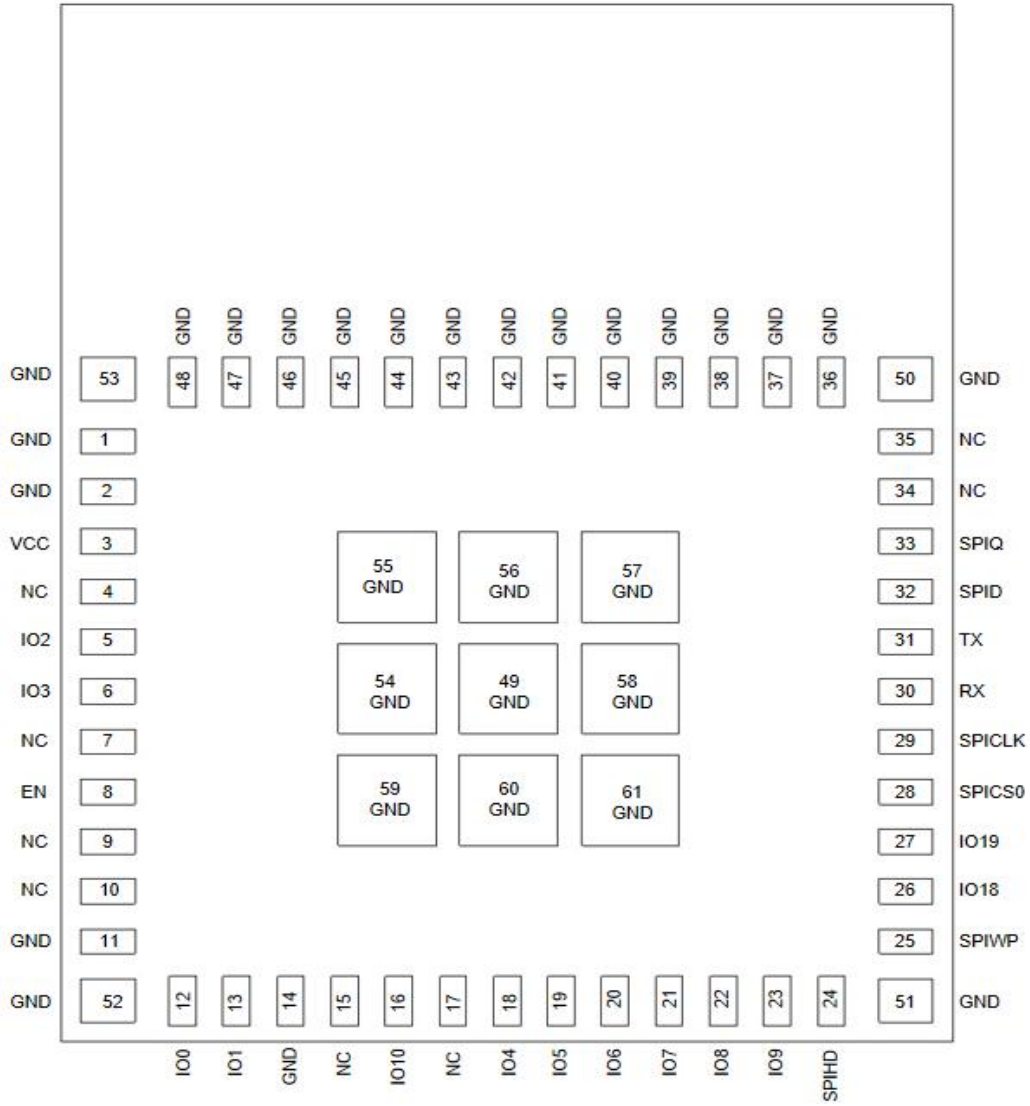 GND GND GND GND GND GND GND GND GND GND GND GND GND
GND 53 48 47 46 45 44 43 42 41 40 39 38 37 36 50 GND
GND 1 35 NC
GND 2 34 NC
VCC 3 33 SPIQ
NC 4 32 SPID
55 GND 56 GND 57 GND
IO2 5 31 TX
IO3 6 30 RX
54 GND 49 GND 58 GND
NC 7 29 SPICLK
EN 8 28 SPICS0
59 GND 60 GND 61 GND
NC 9 27 IO19
NC 10 26 IO18
GND 11 25 SPIWP
GND 52 12 13 14 15 16 17 18 19 20 21 22 23 24 51 GND
IO0 IO1 GND NC IO10 NC IO4 IO5 IO6 IO7 IO8 IO9 SPIHD